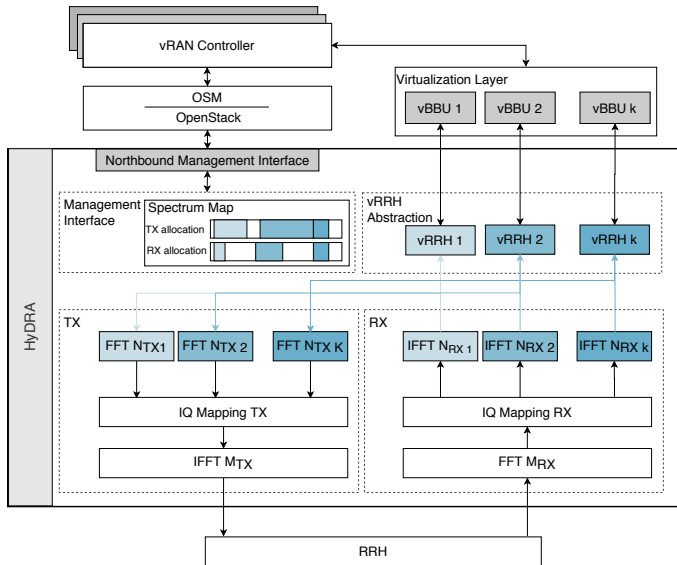 vRAN Controller
OSM
OpenStack
Virtualization Layer
vBBU 1
vBBU 2
vBBU k
HyDRA
Northbound Management Interface
Management
Interface
Spectrum Map
TX allocation
RX allocation
vRRH
Abstraction
vRRH 1
vRRH 2
vRRH k
TX
FFT NTX1
FFT NTX 2
FFT NTX K
IQ Mapping TX
IFFT MTX
RX
IFFT NRX 1
IFFT NRX 2
IFFT NRX k
IQ Mapping RX
FFT MRX
RRH